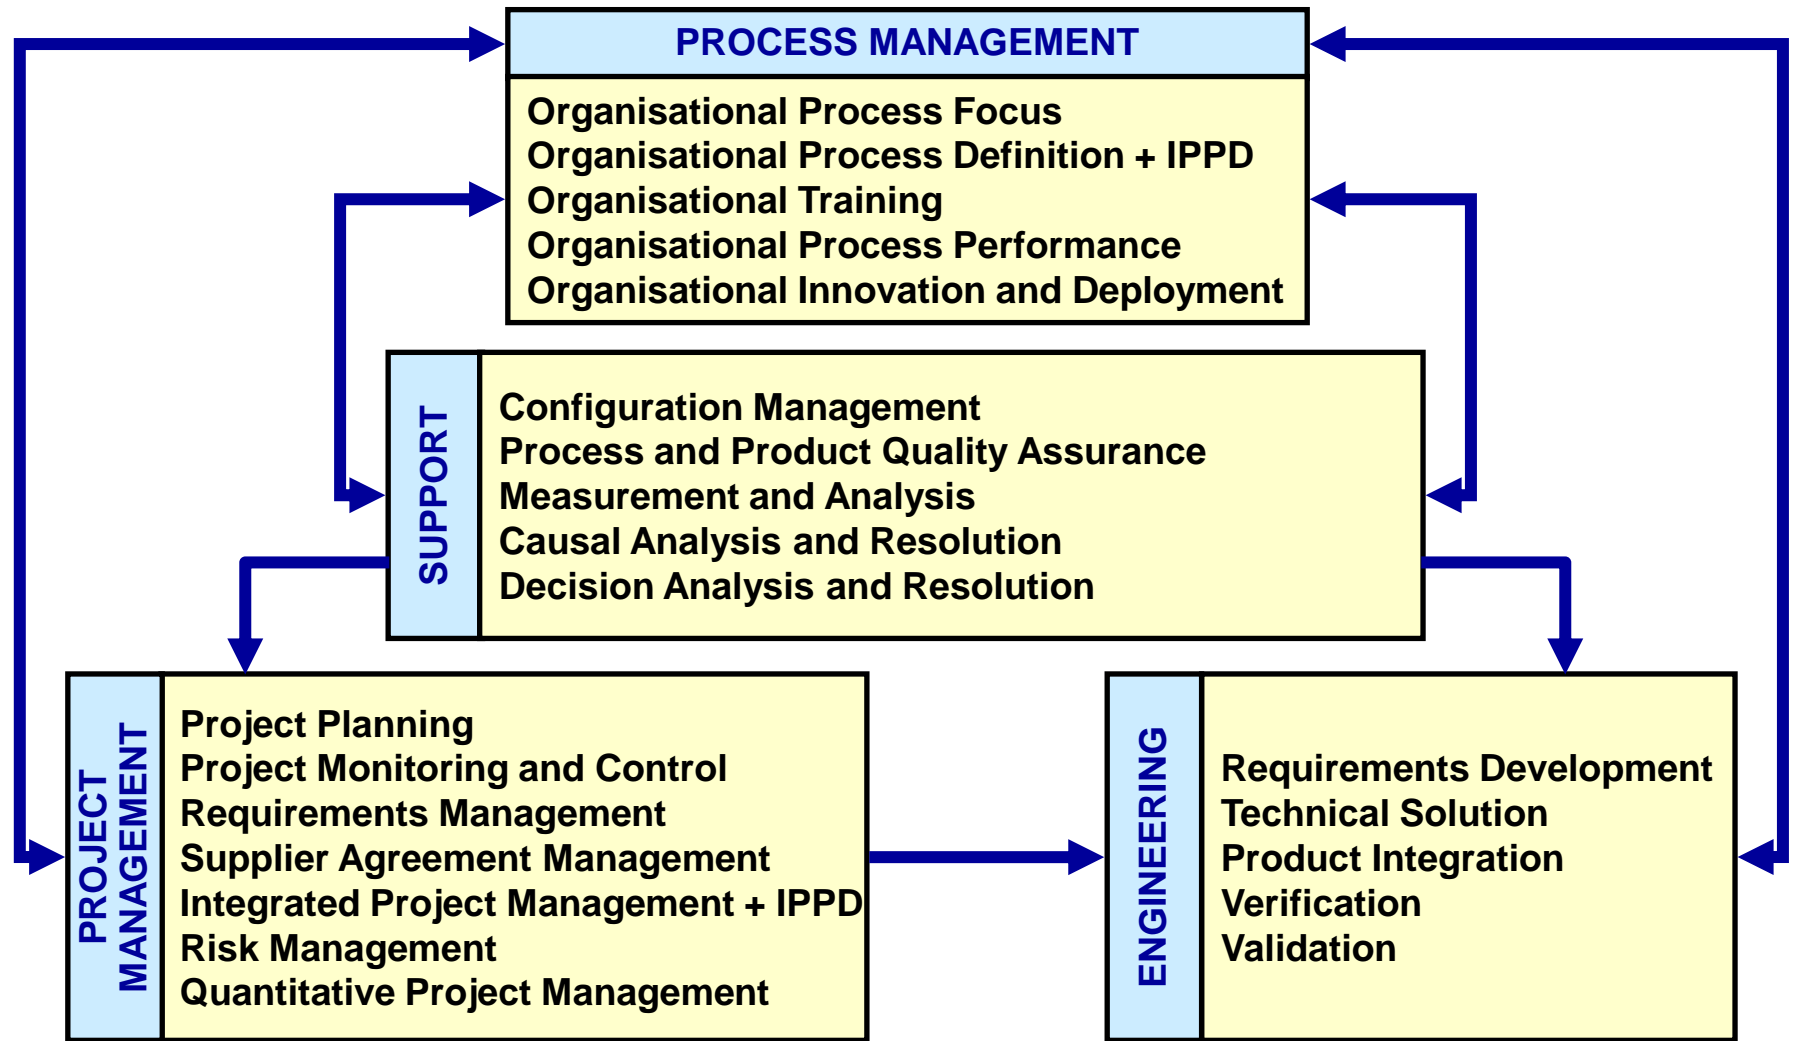 PROCESS MANAGEMENT
Organisational Process Focus
Organisational Process Definition + IPPD
Organisational Training
Organisational Process Performance
Organisational Innovation and Deployment
SUPPORT
Configuration Management
Process and Product Quality Assurance
Measurement and Analysis
Causal Analysis and Resolution
Decision Analysis and Resolution
PROJECT
MANAGEMENT
Project Planning
Project Monitoring and Control
Requirements Management
Supplier Agreement Management
Integrated Project Management + IPPD
Risk Management
Quantitative Project Management
ENGINEERING
Requirements Development
Technical Solution
Product Integration
Verification
Validation